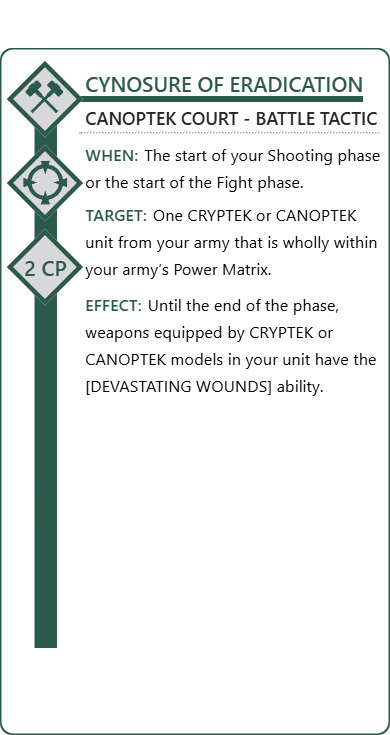 CYNOSURE OF ERADICATION
CANOPTEK COURT - BATTLE TACTIC
WHEN: The start of your Shooting phase
or the start of the Fight phase.
TARGET: One CRYPTEK or CANOPTEK
unit from your army that is wholly within
your army’s Power Matrix.
2 CP
EFFECT: Until the end of the phase,
weapons equipped by CRYPTEK or
CANOPTEK models in your unit have the
[DEVASTATING WOUNDS] ability.